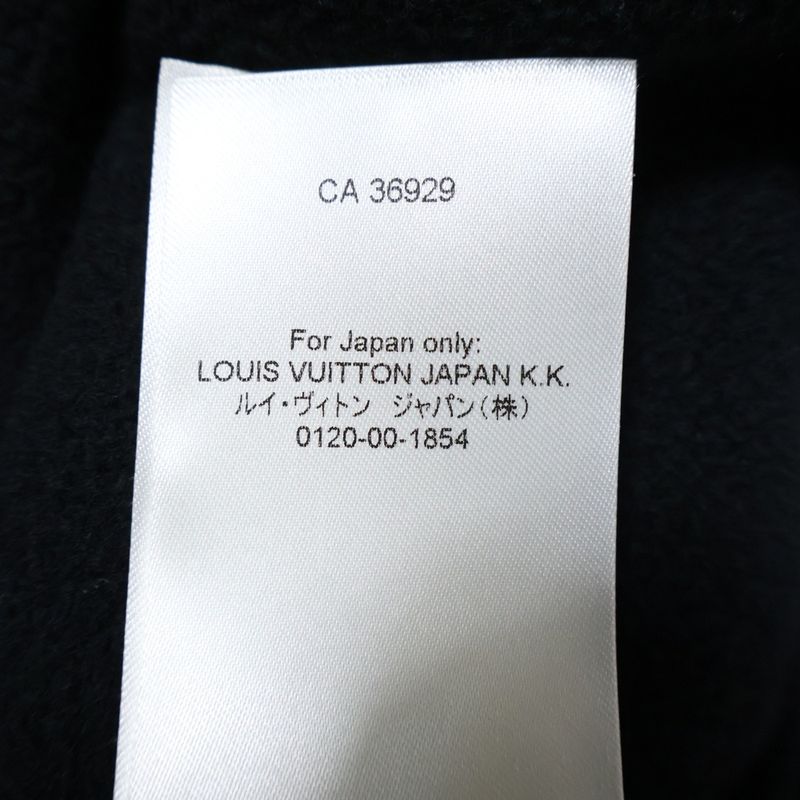 CA 36929
For Japan only:
LOUIS VUITTON JAPAN K.K.
ルイ・ヴィトン　ジャパン（株）
0120-00-1854